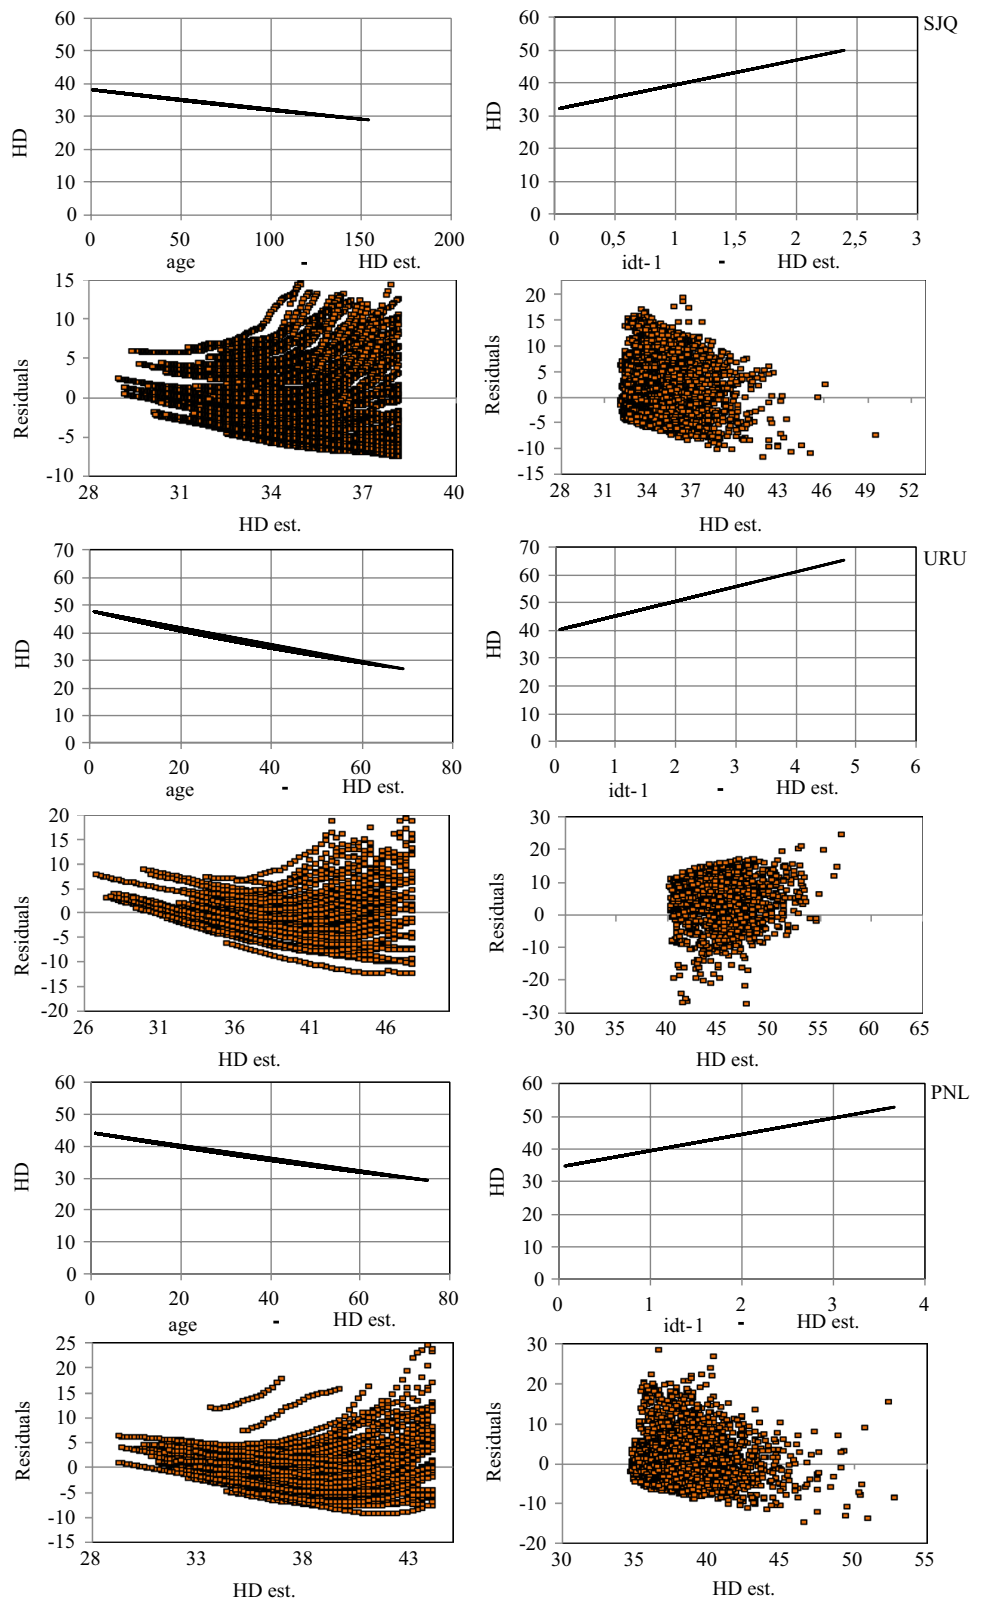 SJQ
HD
60
50
40
30
20
10
0
0 50 100 150 200
age - HD est.
HD
60
50
40
30
20
10
0
0 0,5 1 1,5 2 2,5 3
idt-1 - HD est.
Residuals
15
10
5
0
-5
-10
28 31 34 37 40
HD est.
Residuals
20
15
10
5
0
-5
-10
-15
28 31 34 37 40 43 46 49 52
HD est.
URU
HD
70
60
50
40
30
20
10
0
0 20 40 60 80
age - HD est.
HD
70
60
50
40
30
20
10
0
0 1 2 3 4 5 6
idt-1 - HD est.
Residuals
20
15
10
5
0
-5
-10
-15
-20
26 31 36 41 46
HD est.
Residuals
30
20
10
0
-10
-20
-30
30 35 40 45 50 55 60 65
HD est.
PNL
HD
60
50
40
30
20
10
0
0 20 40 60 80
age - HD est.
HD
60
50
40
30
20
10
0
0 1 2 3 4
idt-1 - HD est.
Residuals
25
20
15
10
5
0
-5
-10
-15
28 33 38 43
HD est.
Residuals
30
20
10
0
-10
-20
30 35 40 45 50 55
HD est.